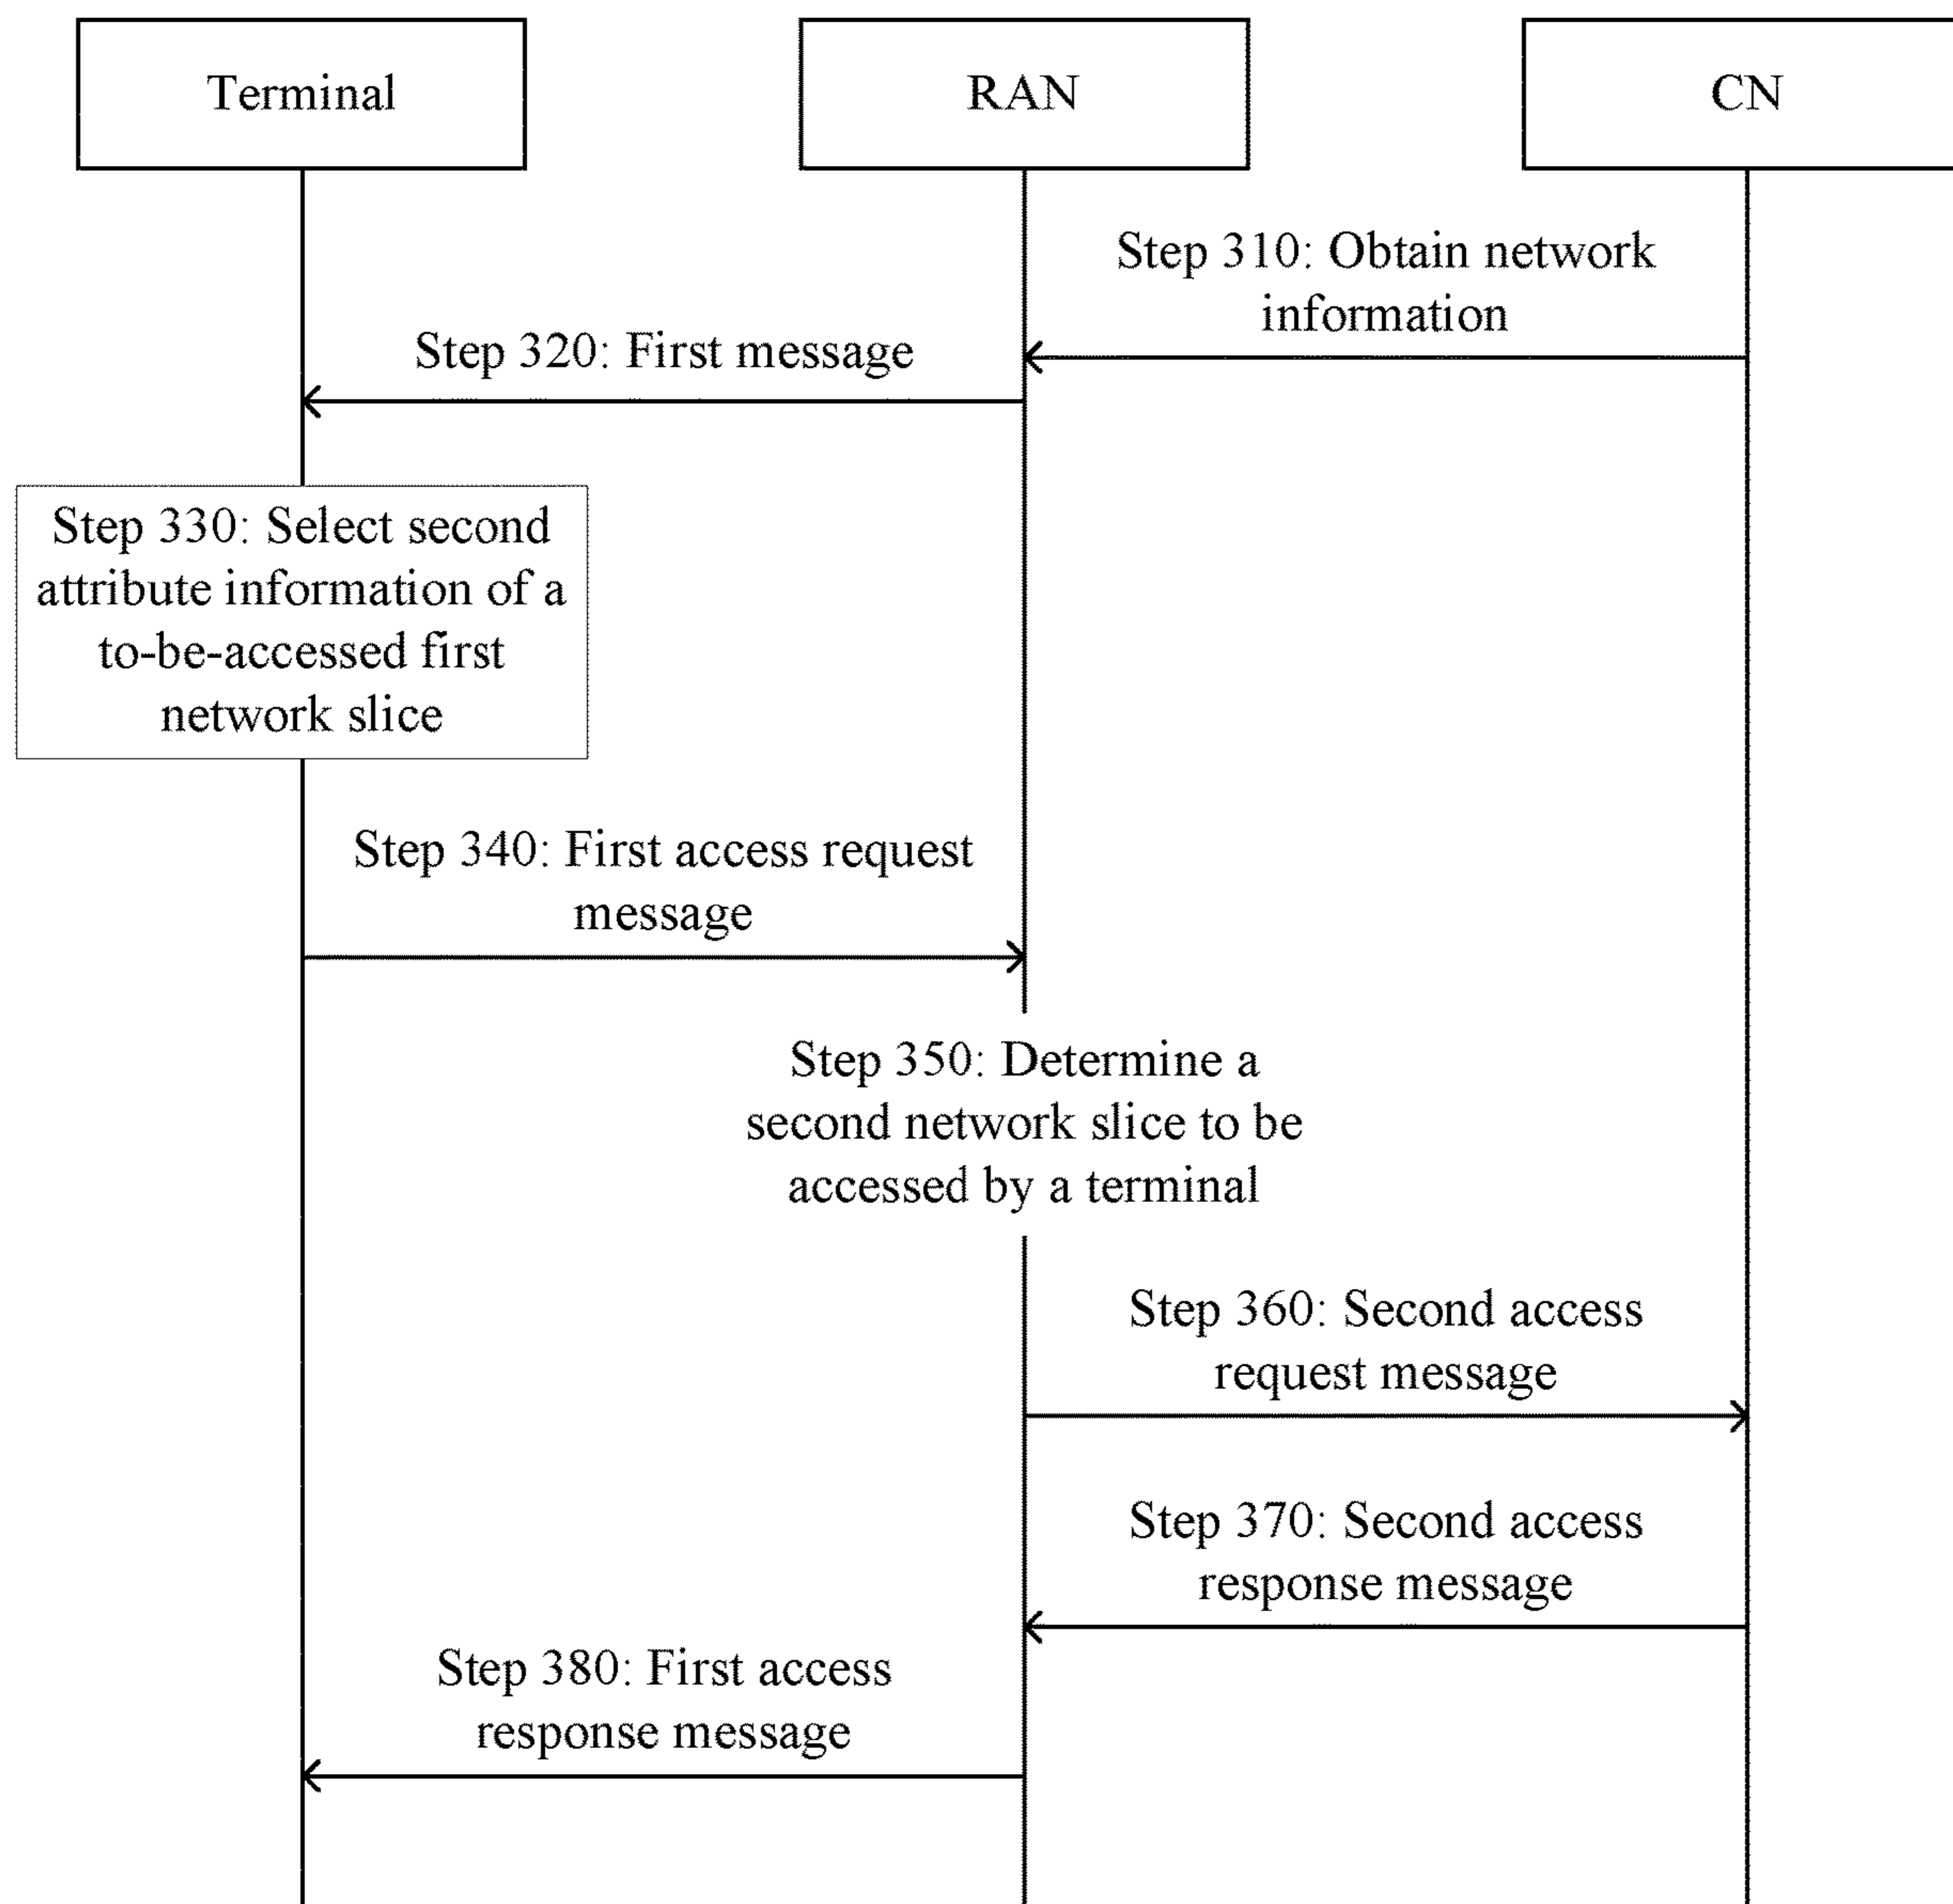 Terminal
RAN
CN
Step 310: Obtain network
information
Step 320: First message
Step 330: Select second
attribute information of a
to-be-accessed first
network slice
Step 340: First access request
message
Step 350: Determine a
second network slice to be
accessed by a terminal
Step 360: Second access
request message
Step 370: Second access
response message
Step 380: First access
response message